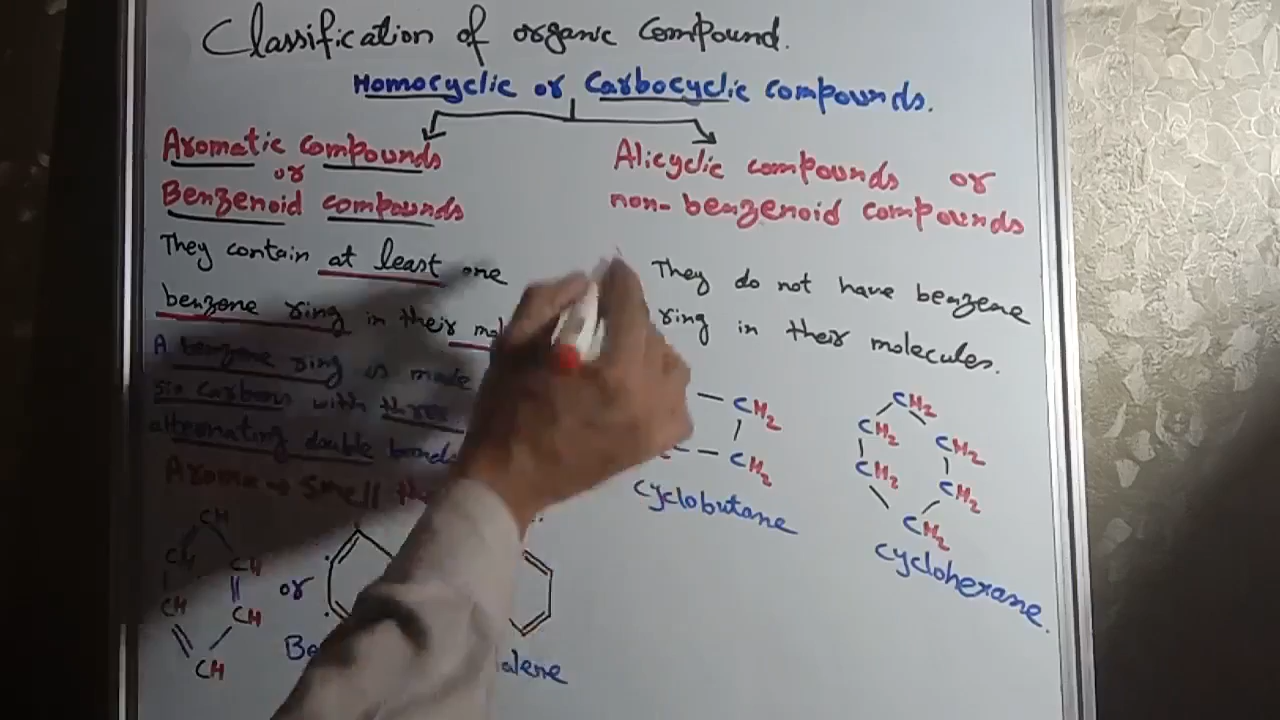 Classification of organic compound.
Homocyclic or Carbocyclic compounds.
Aromatic compounds
or
Benzenoid compounds
They contain at least one
benzene ring in their
A benzene ring is made
six carbons with three
alternating double bonds
Aroma → smell
CH
CH CH
CH CH
CH
or
Alicyclic compounds or
non-benzenoid compounds
They do not have benzene
ring in their molecules.
CH2
CH2
cyclobutane
CH2
CH2 CH2
CH2 CH2
CH2
cyclohexane.